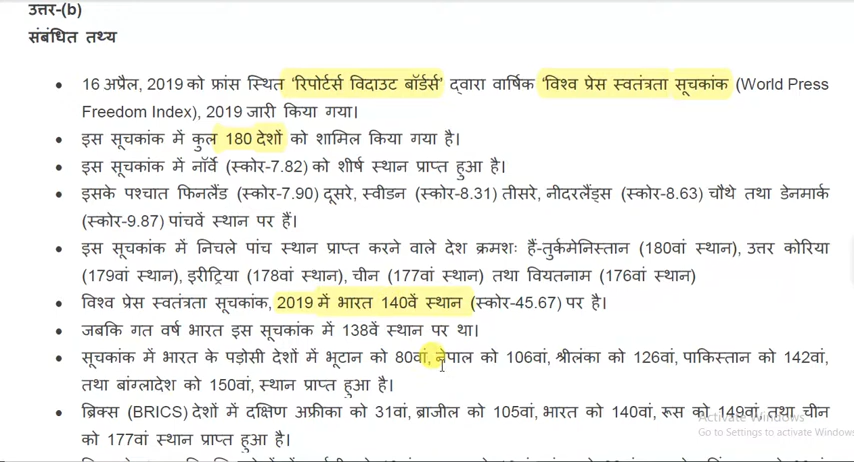 उत्तर-(b)
संबंधित तथ्य
• 16 अप्रैल, 2019 को फ्रांस स्थित ‘रिपोर्टर्स विदाउट बॉर्डर्स’ द्वारा वार्षिक ‘विश्व प्रेस स्वतंत्रता सूचकांक (World Press
Freedom Index), 2019 जारी किया गया।
• इस सूचकांक में कुल 180 देशों को शामिल किया गया है।
• इस सूचकांक में नॉर्वे (स्कोर-7.82) को शीर्ष स्थान प्राप्त हुआ है।
• इसके पश्चात फिनलैंड (स्कोर-7.90) दूसरे, स्वीडन (स्कोर-8.31) तीसरे, नीदरलैंड्स (स्कोर-8.63) चौथे तथा डेनमार्क
(स्कोर-9.87) पांचवें स्थान पर हैं।
• इस सूचकांक में निचले पांच स्थान प्राप्त करने वाले देश क्रमशः हैं-तुर्कमेनिस्तान (180वां स्थान), उत्तर कोरिया
(179वां स्थान), इरीट्रिया (178वां स्थान), चीन (177वां स्थान) तथा वियतनाम (176वां स्थान)
• विश्व प्रेस स्वतंत्रता सूचकांक, 2019 में भारत 140वें स्थान (स्कोर-45.67) पर है।
• जबकि गत वर्ष भारत इस सूचकांक में 138वें स्थान पर था।
• सूचकांक में भारत के पड़ोसी देशों में भूटान को 80वां, नेपाल को 106वां, श्रीलंका को 126वां, पाकिस्तान को 142वां,
तथा बांग्लादेश को 150वां, स्थान प्राप्त हुआ है।
• ब्रिक्स (BRICS) देशों में दक्षिण अफ्रीका को 31वां, ब्राजील को 105वां, भारत को 140वां, रूस को 149वां, तथा चीन
को 177वां स्थान प्राप्त हुआ है।
Activate Windows
Go to Settings to activate Windows